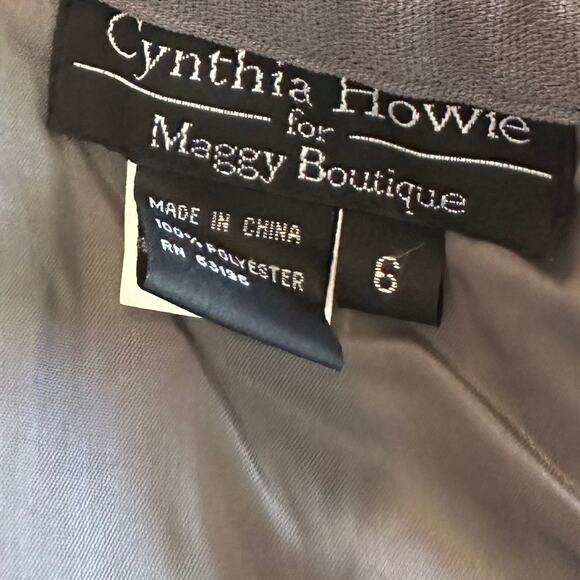 Cynthia Howie
for
Maggy Boutique
MADE IN CHINA
100% POLYESTER
RN 63196
6